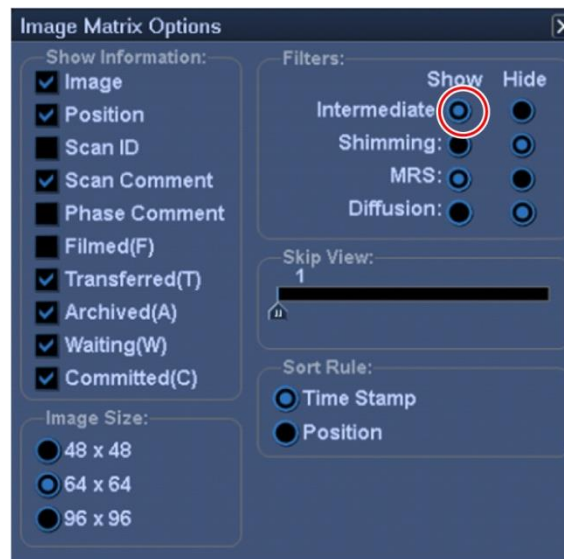 Image Matrix Options
Show Information:
Image
Position
Scan ID
Scan Comment
Phase Comment
Filmed(F)
Transferred(T)
Archived(A)
Waiting(W)
Committed(C)
Image Size:
48 x 48
64 x 64
96 x 96
Filters:
Show Hide
Intermediate
Shimming:
MRS:
Diffusion:
Skip View:
1
Sort Rule:
Time Stamp
Position